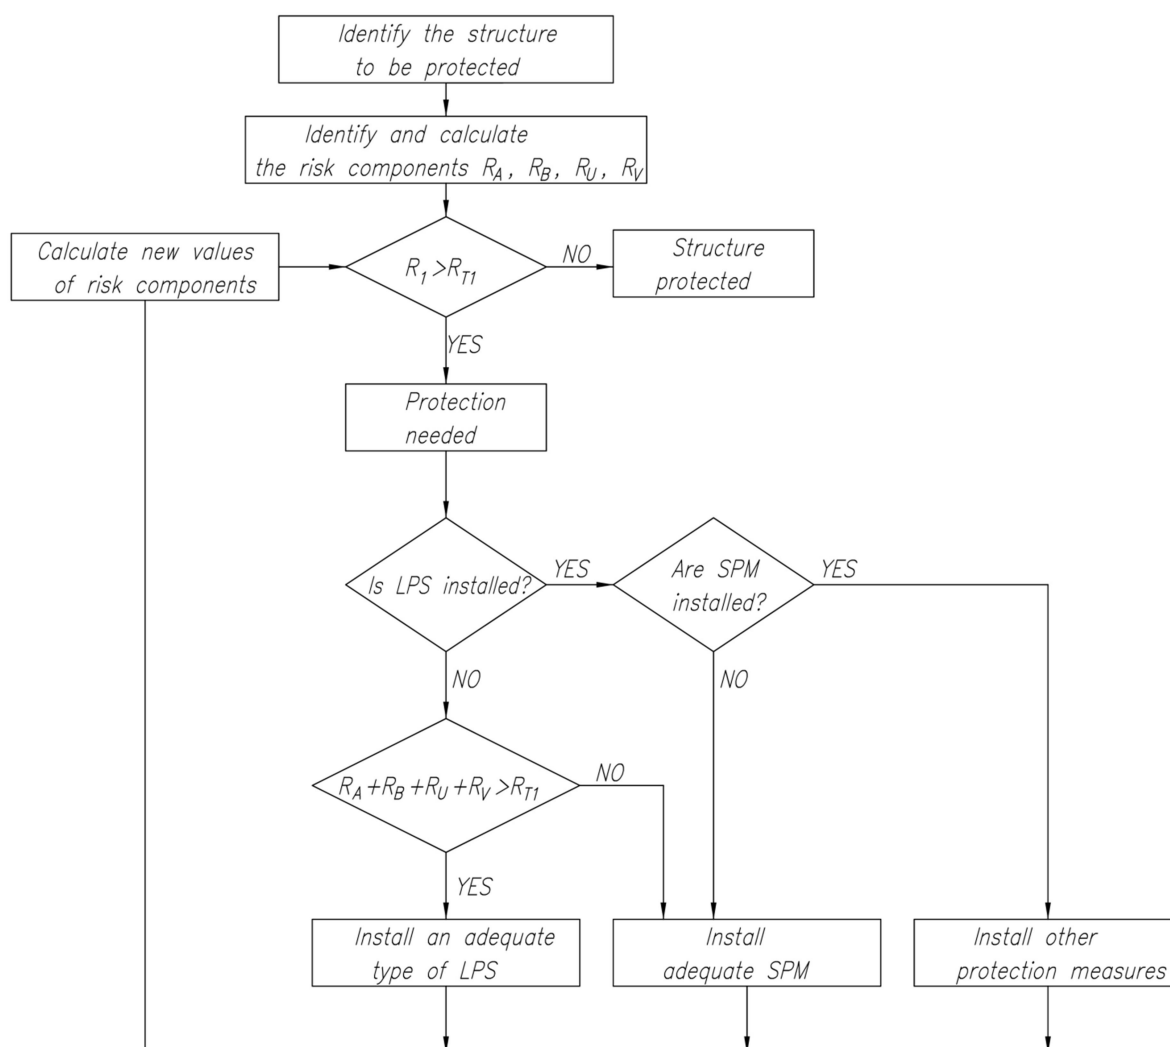 Identify the structure
to be protected
Identify and calculate
the risk components R_A, R_B, R_U, R_V
Calculate new values
of risk components
R_1>R_T1
NO
Structure
protected
YES
Protection
needed
Is LPS installed?
YES
Are SPM
installed?
YES
NO
NO
R_A+R_B+R_U+R_V>R_T1
NO
YES
Install an adequate
type of LPS
Install
adequate SPM
Install other
protection measures